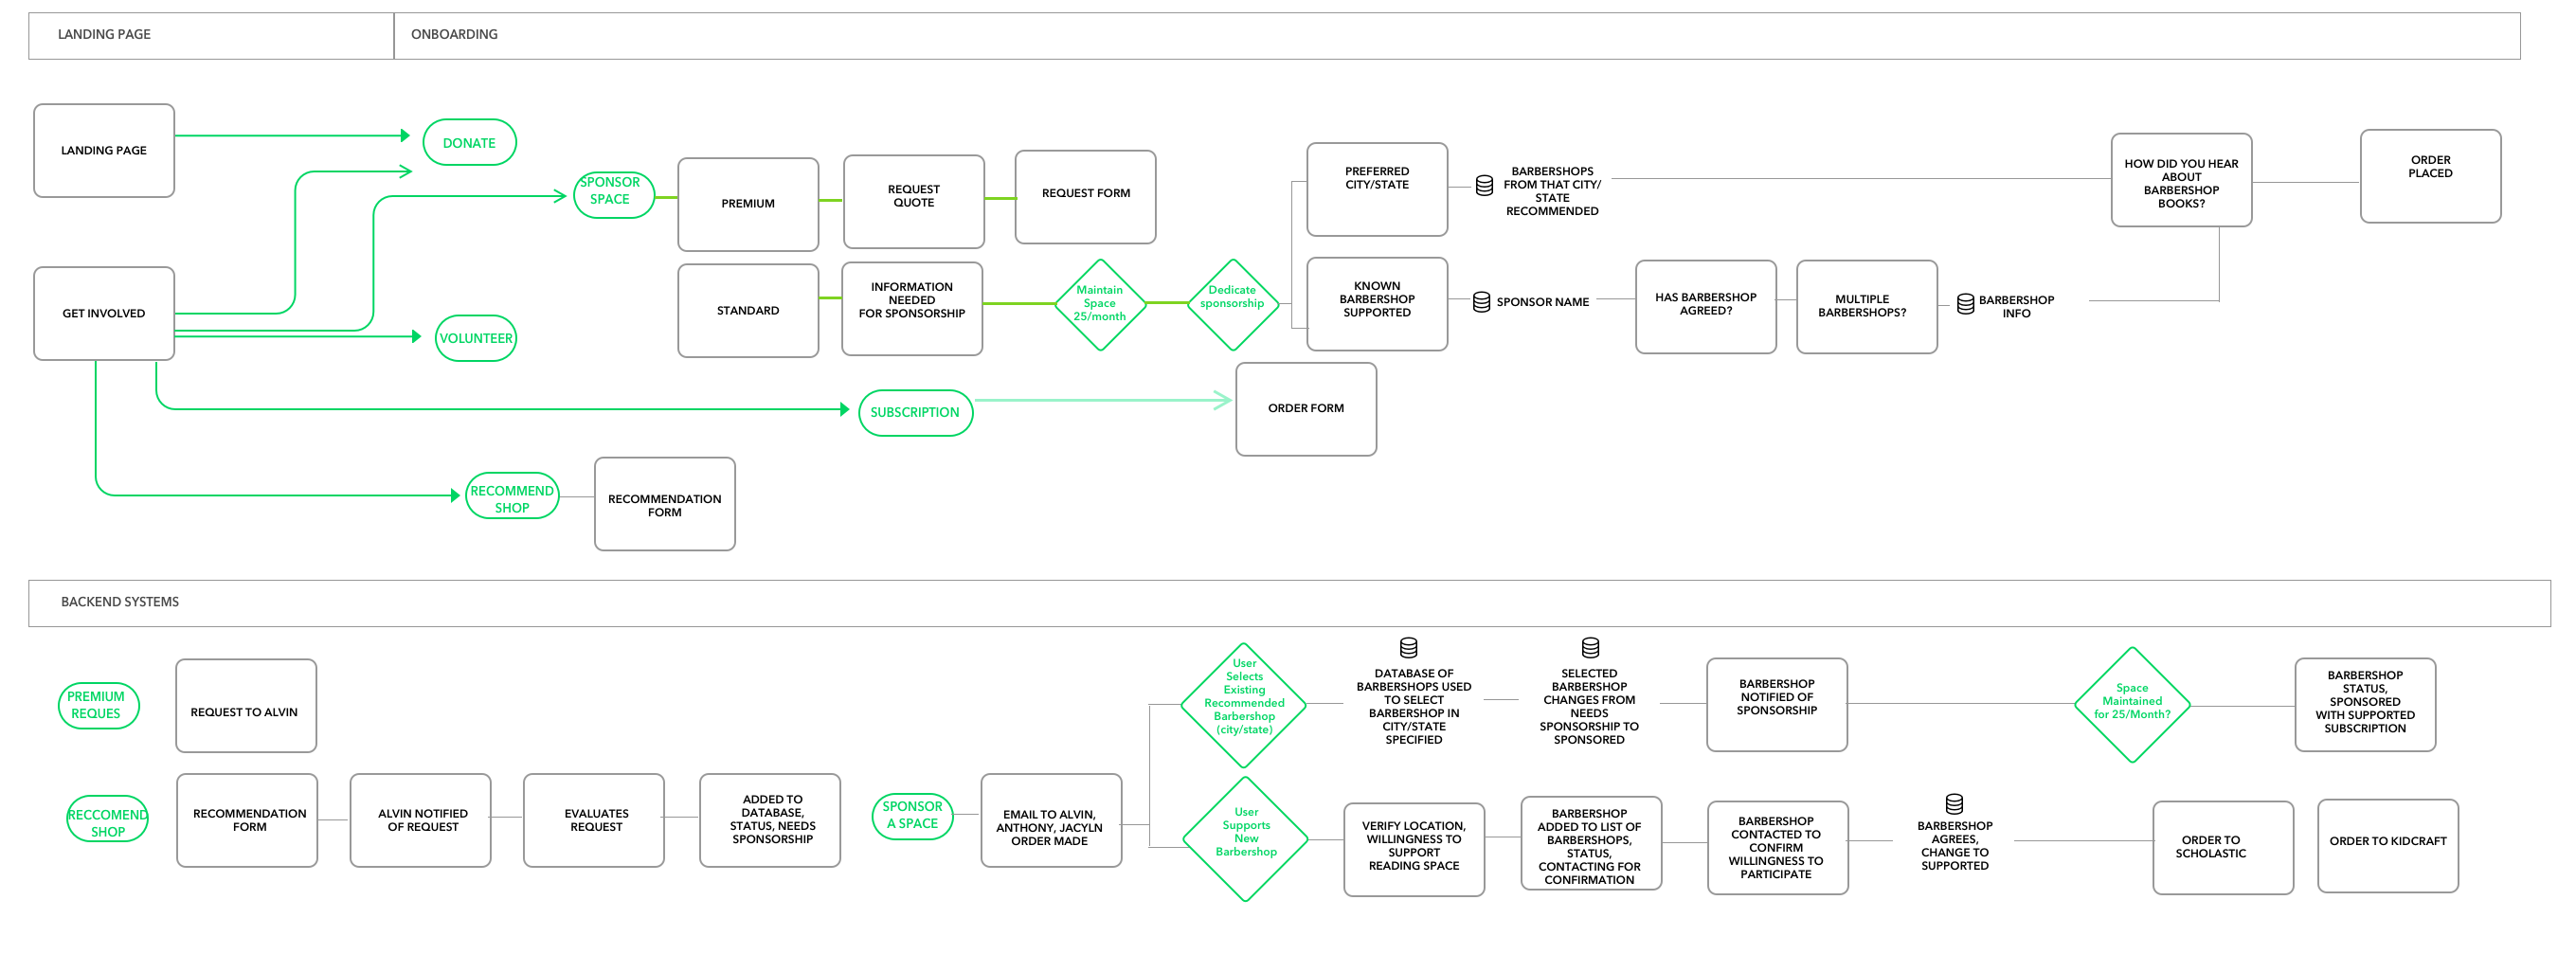 LANDING PAGE
ONBOARDING
LANDING PAGE
DONATE
SPONSOR
SPACE
PREMIUM
REQUEST
QUOTE
REQUEST FORM
PREFERRED
CITY/STATE
BARBERSHOPS
FROM THAT CITY/
STATE
RECOMMENDED
HOW DID YOU HEAR
ABOUT
BARBERSHOP
BOOKS?
ORDER
PLACED
GET INVOLVED
VOLUNTEER
STANDARD
INFORMATION
NEEDED
FOR SPONSORSHIP
Maintain
Space
25/month
Dedicate
sponsorship
KNOWN
BARBERSHOP
SUPPORTED
SPONSOR NAME
HAS BARBERSHOP
AGREED?
MULTIPLE
BARBERSHOPS?
BARBERSHOP
INFO
SUBSCRIPTION
ORDER FORM
RECOMMEND
SHOP
RECOMMENDATION
FORM
BACKEND SYSTEMS
PREMIUM
REQUES
REQUEST TO ALVIN
User
Selects
Existing
Recommended
Barbershop
(city/state)
DATABASE OF
BARBERSHOPS USED
TO SELECT
BARBERSHOP IN
CITY/STATE
SPECIFIED
SELECTED
BARBERSHOP
CHANGES FROM
NEEDS
SPONSORSHIP TO
SPONSORED
BARBERSHOP
NOTIFIED OF
SPONSORSHIP
Space
Maintained
for 25/Month?
BARBERSHOP
STATUS,
SPONSORED
WITH SUPPORTED
SUBSCRIPTION
RECCOMEND
SHOP
RECOMMENDATION
FORM
ALVIN NOTIFIED
OF REQUEST
EVALUATES
REQUEST
ADDED TO
DATABASE,
STATUS, NEEDS
SPONSORSHIP
SPONSOR
A SPACE
EMAIL TO ALVIN,
ANTHONY, JACYLN
ORDER MADE
User
Supports
New
Barbershop
VERIFY LOCATION,
WILLINGNESS TO
SUPPORT
READING SPACE
BARBERSHOP
ADDED TO LIST OF
BARBERSHOPS,
STATUS,
CONTACTING FOR
CONFIRMATION
BARBERSHOP
CONTACTED TO
CONFIRM
WILLINGNESS TO
PARTICIPATE
BARBERSHOP
AGREES,
CHANGE TO
SUPPORTED
ORDER TO
SCHOLASTIC
ORDER TO KIDCRAFT